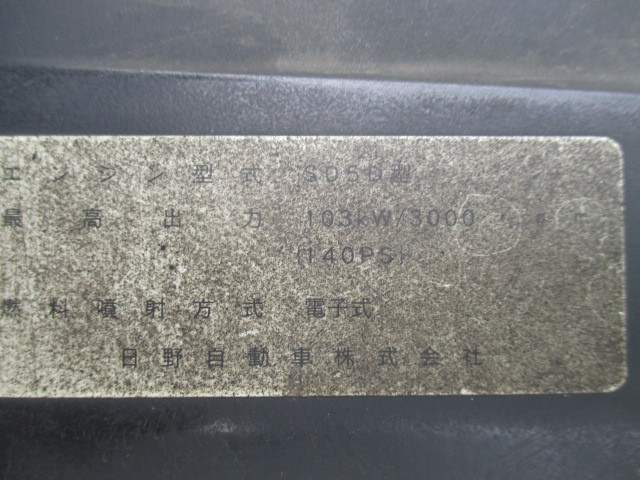 エンジン型式 SD5D型
最高出力 103kW/3000
(140PS)
燃料噴射方式 電子式
日野自動車株式会社